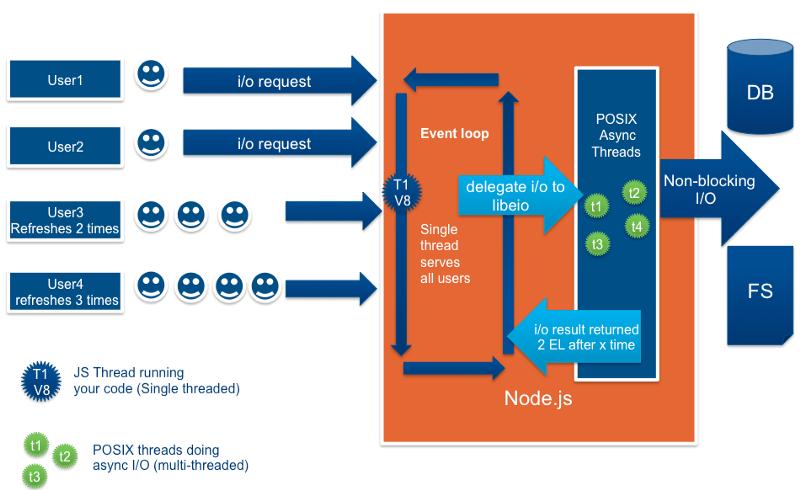 User1
i/o request
User2
i/o request
User3
Refreshes 2 times
User4
refreshes 3 times
T1
V8
JS Thread running
your code (Single threaded)
t1
t2
t3
POSIX threads doing
async I/O (multi-threaded)
Event loop
T1
V8
Single
thread
serves
all users
delegate i/o to
libeio
i/o result returned
2 EL after x time
Node.js
POSIX
Async
Threads
t1
t2
t4
t3
Non-blocking
I/O
DB
FS